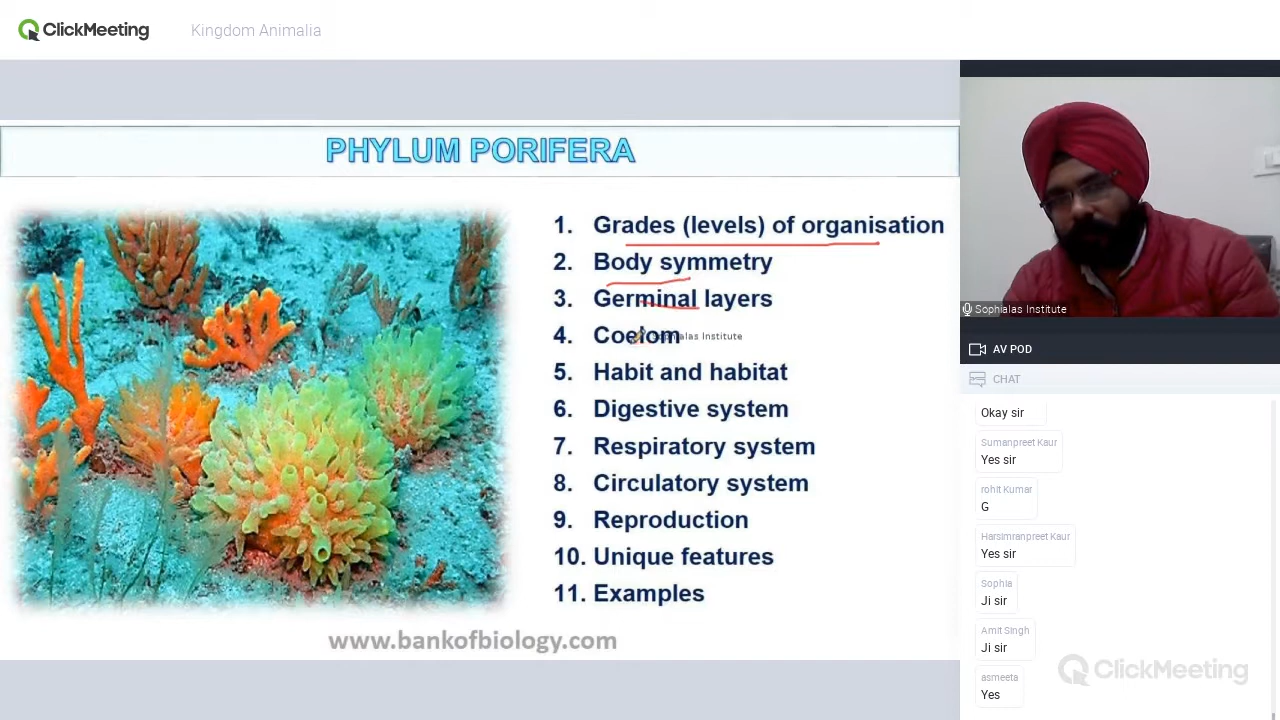 ClickMeeting
Kingdom Animalia
PHYLUM PORIFERA
1. Grades (levels) of organisation
2. Body symmetry
3. Germinal layers
4. Coelom
Sophialas Institute
5. Habit and habitat
6. Digestive system
7. Respiratory system
8. Circulatory system
9. Reproduction
10. Unique features
11. Examples
www.bankofbiology.com
Sophialas Institute
AV POD
CHAT
Okay sir
Sumanpreet Kaur
Yes sir
rohit Kumar
G
Harsimranpreet Kaur
Yes sir
Sophia
Ji sir
Amit Singh
Ji sir
asmeeta
Yes
ClickMeeting